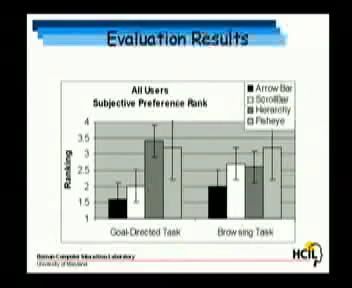 Evaluation Results
All Users
Subjective Preference Rank
Arrow Bar
ScrollBar
Hierarchy
Fisheye
Ranking
4
3.5
3
2.5
2
1.5
1
Goal-Directed Task
Browsing Task
Human-Computer Interaction Laboratory
University of Maryland
HCIL